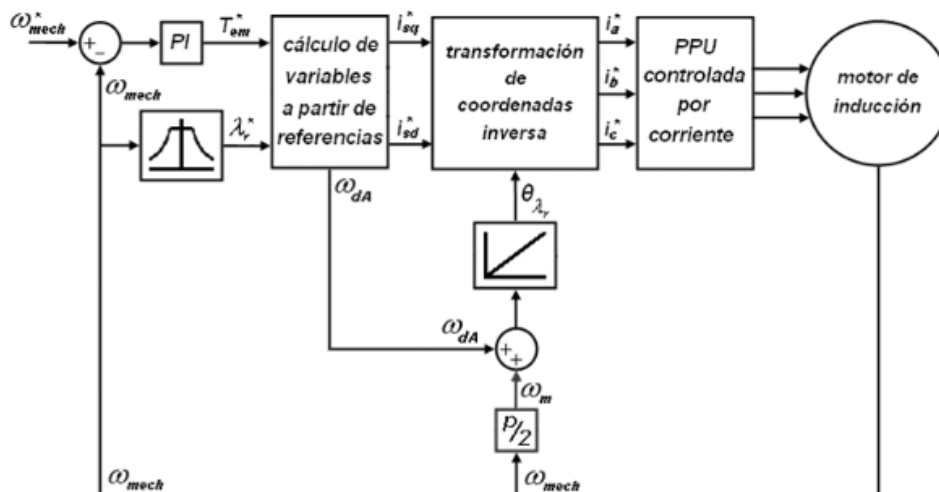 ω*mech
+
−
PI
T*em
ωmech
λ*r
cálculo de
variables
a partir de
referencias
i*sq
i*sd
ωdA
transformación
de
coordenadas
inversa
i*a
i*b
i*c
PPU
controlada
por
corriente
motor de
inducción
θλr
ωdA
+
+
ωm
p/2
ωmech
ωmech